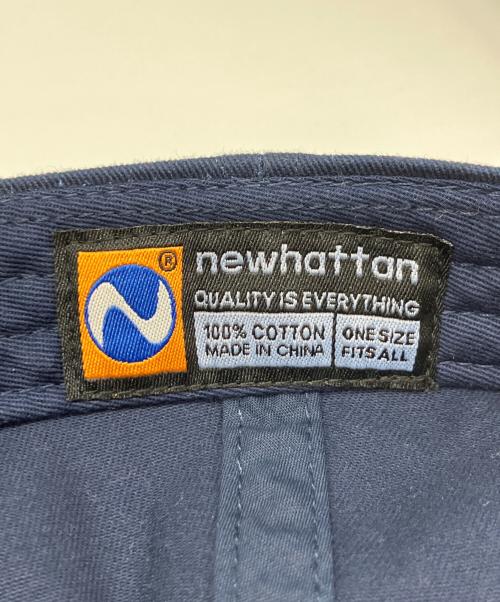 ®
newhattan
QUALITY IS EVERYTHING
100% COTTON
MADE IN CHINA
ONE SIZE
FITS ALL